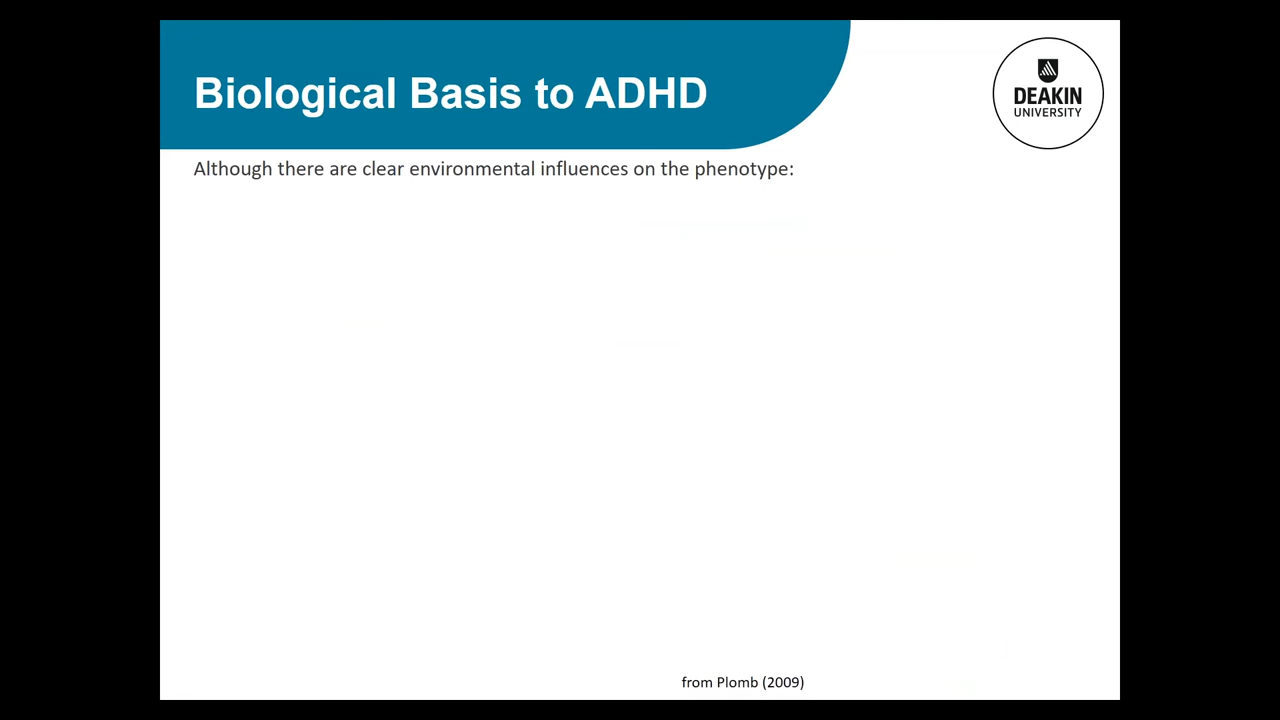 Biological Basis to ADHD
DEAKIN
UNIVERSITY
Although there are clear environmental influences on the phenotype:
from Plomb (2009)